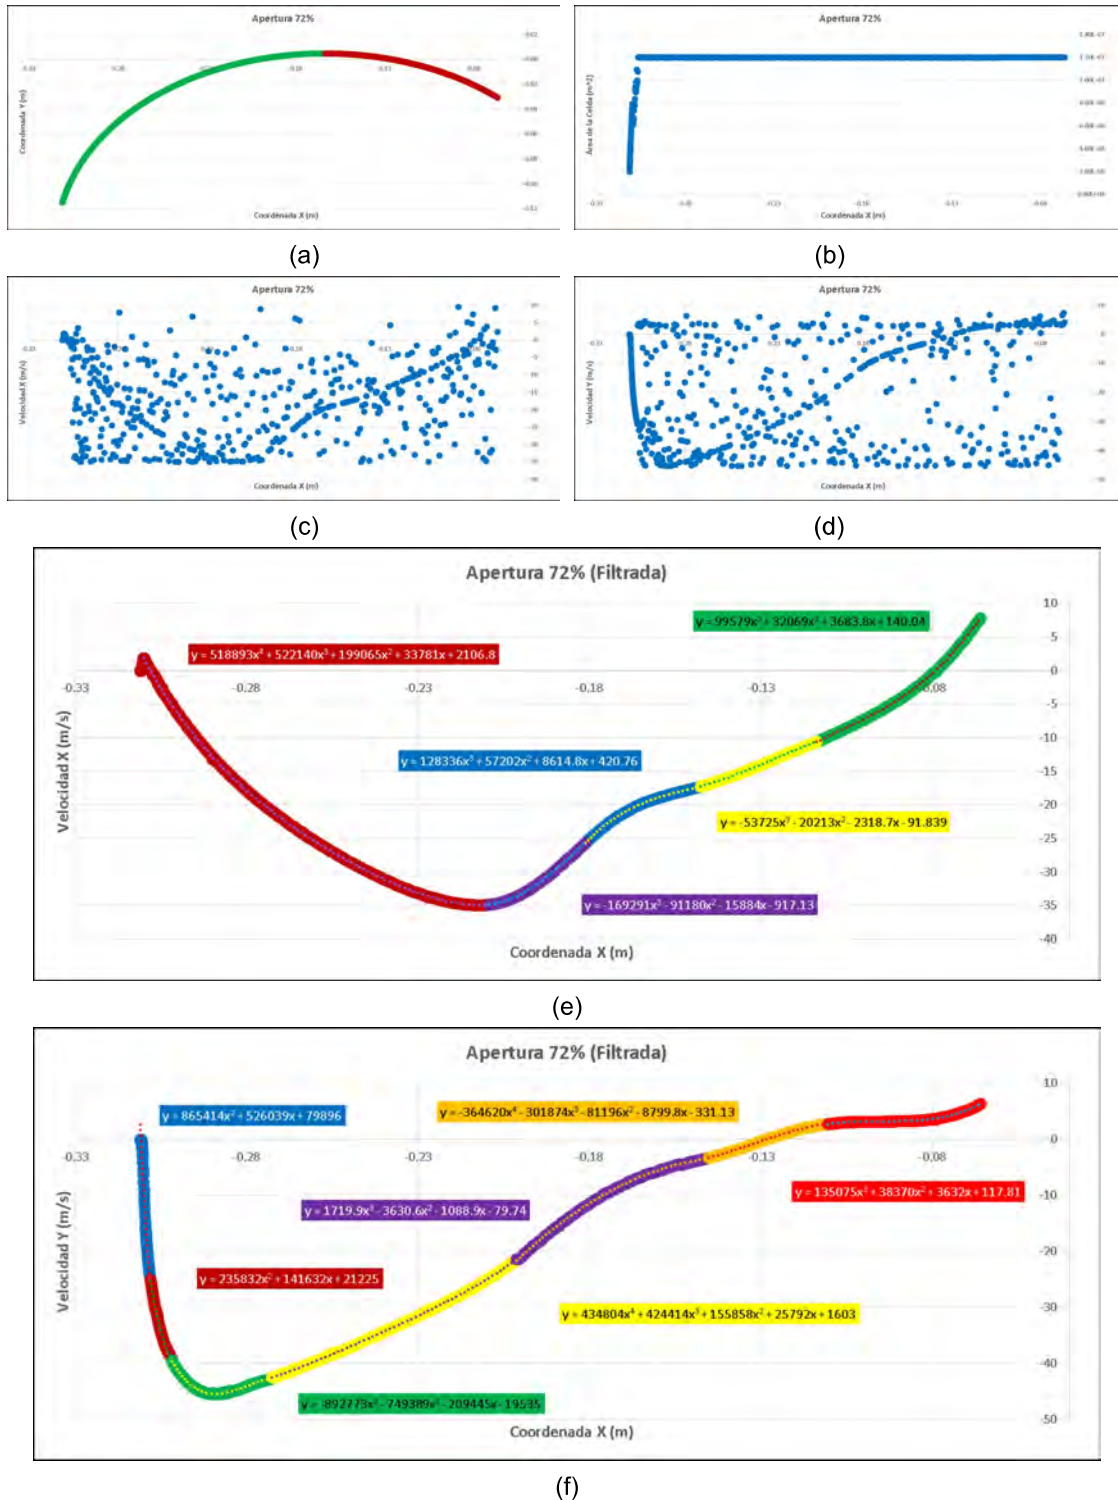 Apertura 72%
Coordenada Y (m)
Coordenada X (m)
(a)
Apertura 72%
Área de la Celda (m^2)
Coordenada X (m)
(b)
Apertura 72%
Velocidad X (m/s)
Coordenada X (m)
(c)
Apertura 72%
Velocidad Y (m/s)
Coordenada X (m)
(d)
Apertura 72% (Filtrada)
y = 99579x³ + 32069x² + 3683.8x + 140.04
y = 518893x⁴ + 522140x³ + 199065x² + 33781x + 2106.8
10
5
0
-5
-10
-15
-20
-25
-30
-35
-40
-0.33 -0.28 -0.23 -0.18 -0.13 -0.08
Velocidad X (m/s)
y = 128336x³ + 57202x² + 8614.8x + 420.76
y = -53725x³ - 20213x² - 2318.7x - 91.839
y = -169291x³ - 91180x² - 15884x - 917.13
Coordenada X (m)
(e)
Apertura 72% (Filtrada)
y = 865414x² + 526039x + 79896
y = -364620x⁴ - 301874x³ - 81196x² - 8799.8x - 331.13
10
0
-10
-20
-30
-40
-50
-0.33 -0.28 -0.23 -0.18 -0.13 -0.08
Velocidad Y (m/s)
y = 135075x³ + 38370x² + 3632x + 117.81
y = 1719.9x³ - 3630.6x² - 1088.9x - 79.74
y = 235832x² + 141632x + 21225
y = 434804x⁴ + 424414x³ + 155858x² + 25792x + 1603
y = -892773x³ - 749389x² - 209445x - 19535
Coordenada X (m)
(f)